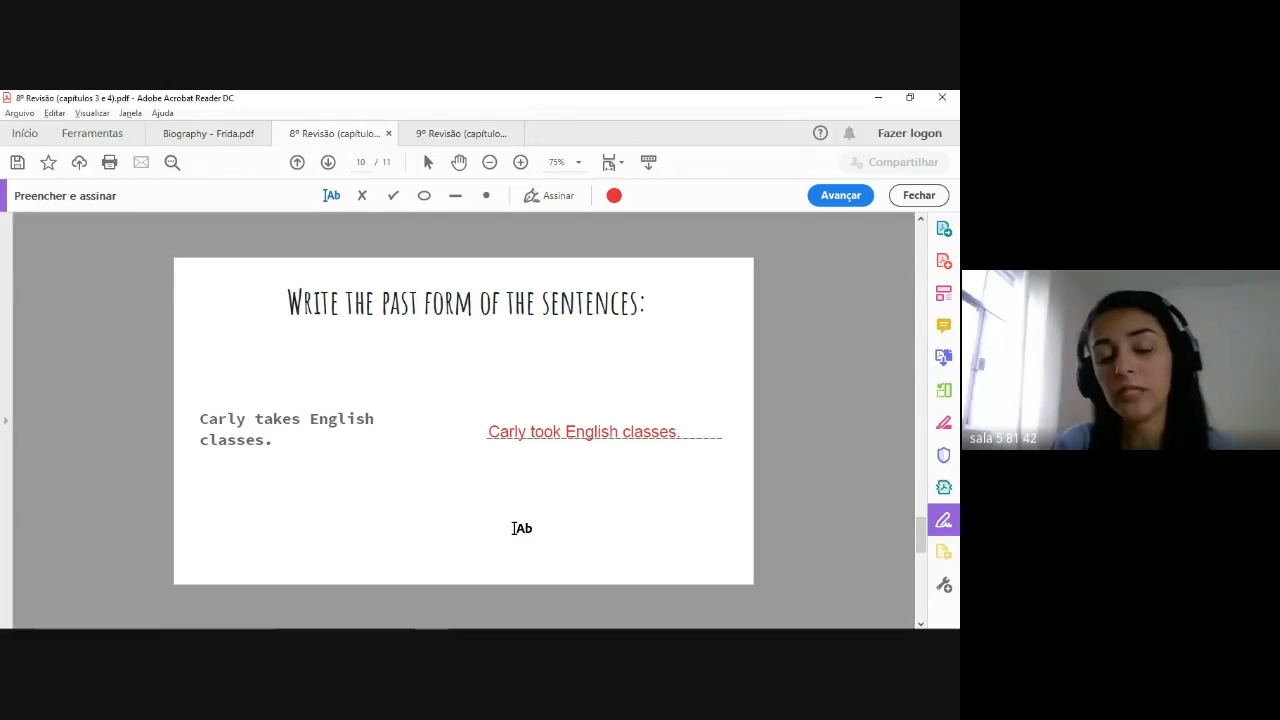 8º Revisão (capítulos 3 e 4).pdf - Adobe Acrobat Reader DC
Arquivo Editar Visualizar Janela Ajuda
Início Ferramentas Biography - Frida.pdf 8º Revisão (capítulo... × 9º Revisão (capítulo... Fazer logon
10 / 11 75% Compartilhar
Preencher e assinar Ab Assinar Avançar Fechar
WRITE THE PAST FORM OF THE SENTENCES:
Carly takes English
classes.
Carly took English classes.
Ab
sala 5 81 42